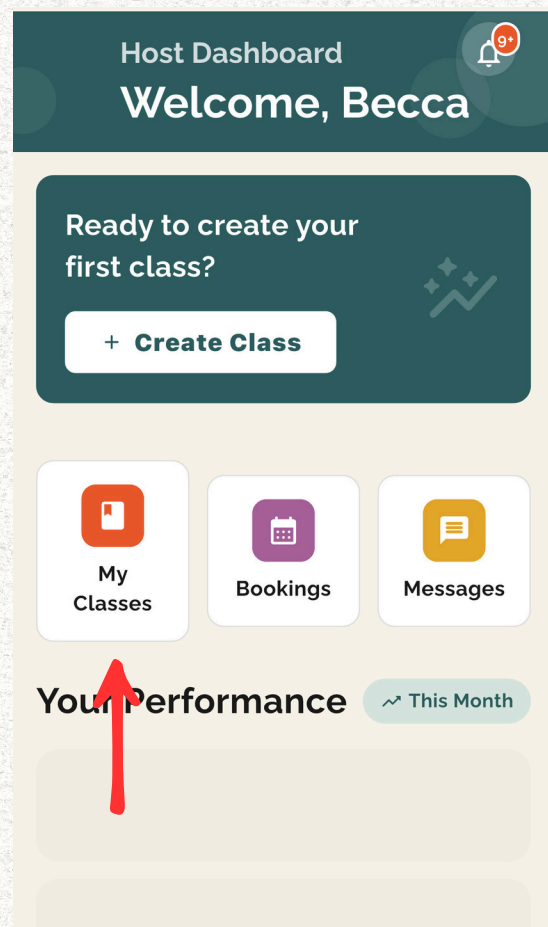 Host Dashboard
9+
Welcome, Becca
Ready to create your
first class?
+ Create Class
My
Classes
Bookings
Messages
Your Performance
This Month